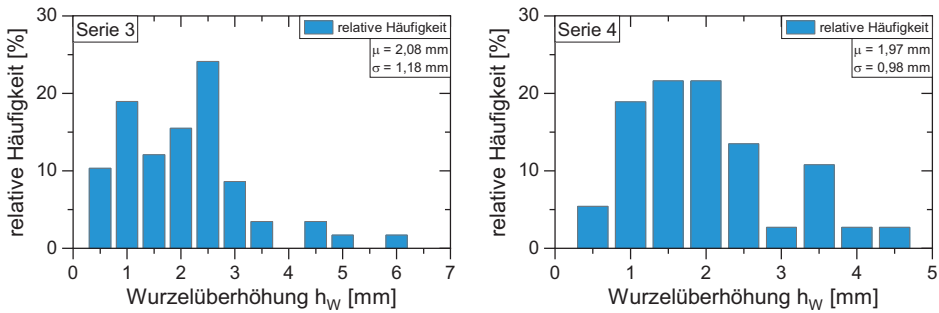 Serie 3
relative Häufigkeit
μ = 2,08 mm
σ = 1,18 mm
relative Häufigkeit [%]
30
20
10
0
0 1 2 3 4 5 6 7
Wurzelüberhöhung h_W [mm]
Serie 4
relative Häufigkeit
μ = 1,97 mm
σ = 0,98 mm
relative Häufigkeit [%]
30
20
10
0
0 1 2 3 4 5
Wurzelüberhöhung h_W [mm]